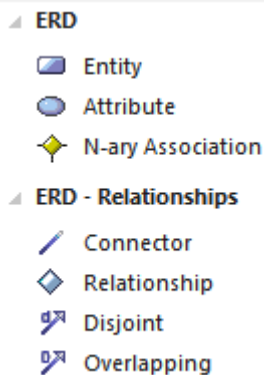 ERD
Entity
Attribute
N-ary Association
ERD - Relationships
Connector
Relationship
Disjoint
Overlapping